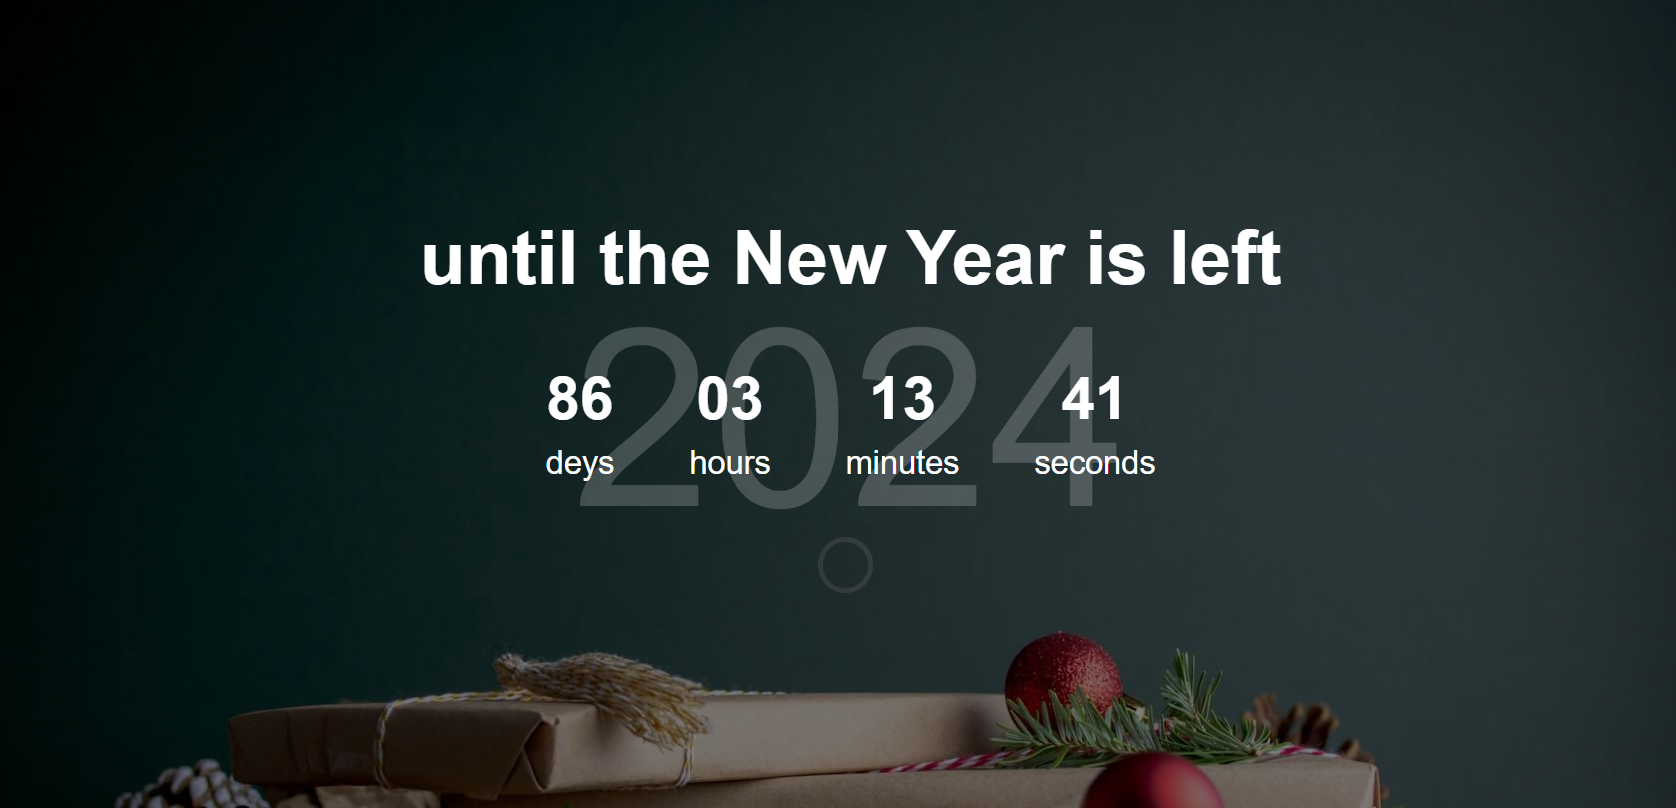 until the New Year is left
2024
86 03 13 41
deys hours minutes seconds